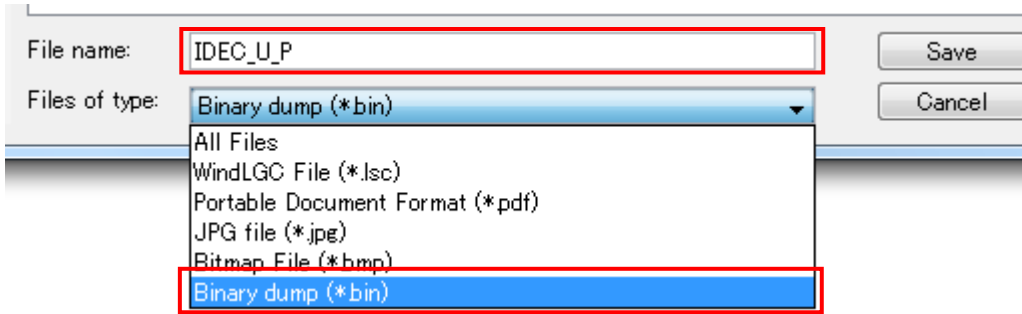 File name: IDEC_U_P Save
Files of type: Binary dump (*.bin) Cancel
All Files
WindLGC File (*.lsc)
Portable Document Format (*.pdf)
JPG file (*.jpg)
Bitmap File (*.bmp)
Binary dump (*.bin)